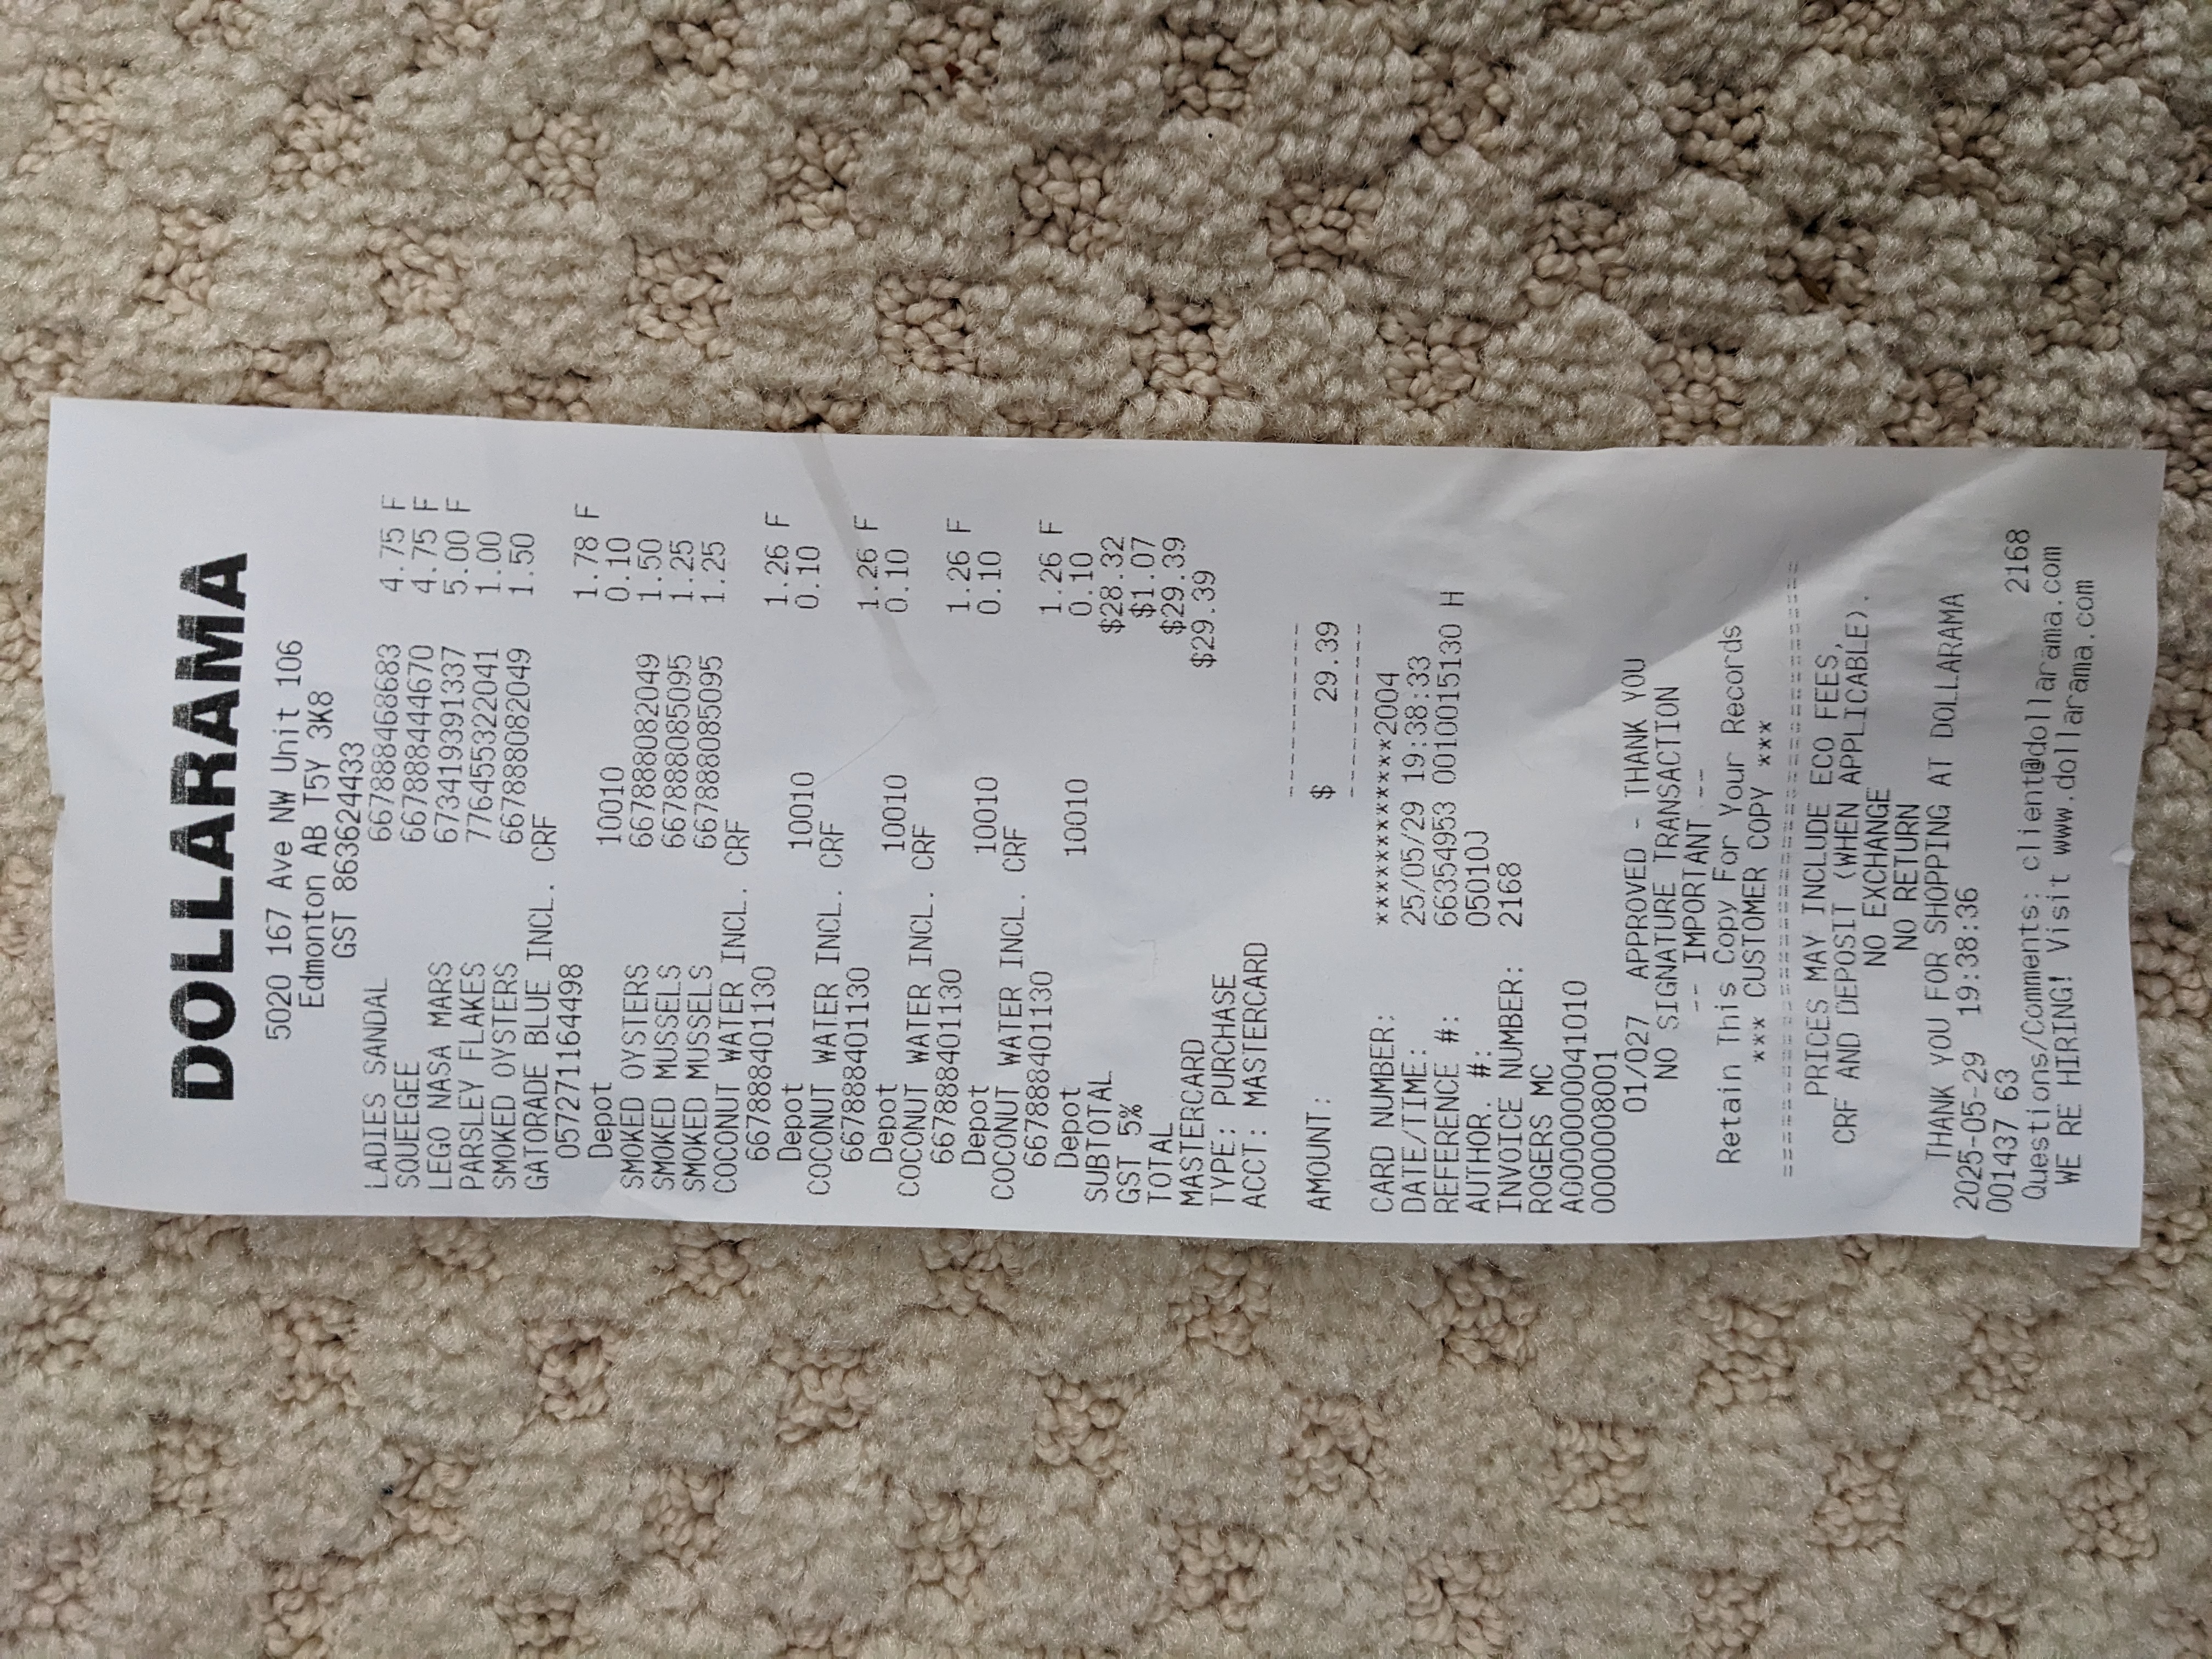 DOLLARAMA
5020 167 Ave NW Unit 106
Edmonton AB T5Y 3K8
GST 863624433
LADIES SANDAL 667888468683 4.75 F
SQUEEGEE 667888444670 4.75 F
LEGO NASA MARS 673419391337 5.00 F
PARSLEY FLAKES 776455322041 1.00
SMOKED OYSTERS 667888082049 1.50
GATORADE BLUE INCL. CRF
055271164498 1.78 F
Depot 10010 0.10
SMOKED OYSTERS 667888082049 1.50
SMOKED MUSSELS 667888085095 1.25
SMOKED MUSSELS 667888085095 1.25
COCONUT WATER INCL. CRF
667888401130 1.26 F
Depot 10010 0.10
COCONUT WATER INCL. CRF
667888401130 1.26 F
Depot 10010 0.10
COCONUT WATER INCL. CRF
667888401130 1.26 F
Depot 10010 0.10
COCONUT WATER INCL. CRF
667888401130 1.26 F
Depot 10010 0.10
SUBTOTAL $28.32
GST 5% $1.07
TOTAL $29.39
MASTERCARD $29.39
TYPE: PURCHASE
ACCT: MASTERCARD
AMOUNT: $ 29.39
CARD NUMBER: ************2004
DATE/TIME: 25/05/29 19:38:33
REFERENCE #: 66354953 0010015130 H
AUTHOR. #: 05010J
INVOICE NUMBER: 2168
ROGERS MC
A0000000041010
0000008001
01/027 APPROVED - THANK YOU
NO SIGNATURE TRANSACTION
-- IMPORTANT --
Retain This Copy For Your Records
*** CUSTOMER COPY ***
PRICES MAY INCLUDE ECO FEES,
CRF AND DEPOSIT (WHEN APPLICABLE).
NO EXCHANGE
NO RETURN
THANK YOU FOR SHOPPING AT DOLLARAMA
2025-05-29 19:38:36
001437 63 2168
Questions/Comments: client@dollarama.com
WE RE HIRING! Visit www.dollarama.com